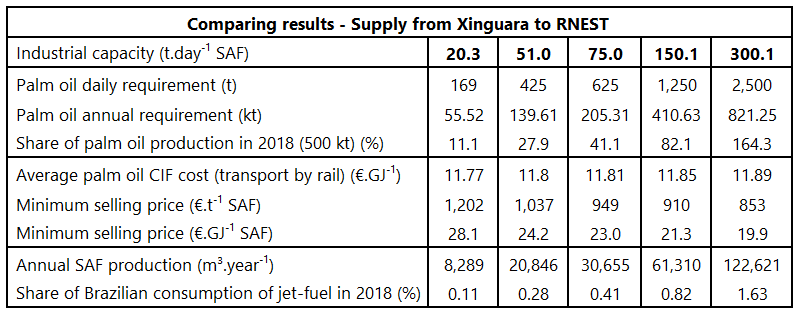 Comparing results - Supply from Xinguara to RNEST
Industrial capacity (t.day⁻¹ SAF) 20.3 51.0 75.0 150.1 300.1
Palm oil daily requirement (t) 169 425 625 1,250 2,500
Palm oil annual requirement (kt) 55.52 139.61 205.31 410.63 821.25
Share of palm oil production in 2018 (500 kt) (%) 11.1 27.9 41.1 82.1 164.3
Average palm oil CIF cost (transport by rail) (€.GJ⁻¹) 11.77 11.8 11.81 11.85 11.89
Minimum selling price (€.t⁻¹ SAF) 1,202 1,037 949 910 853
Minimum selling price (€.GJ⁻¹ SAF) 28.1 24.2 23.0 21.3 19.9
Annual SAF production (m³.year⁻¹) 8,289 20,846 30,655 61,310 122,621
Share of Brazilian consumption of jet-fuel in 2018 (%) 0.11 0.28 0.41 0.82 1.63